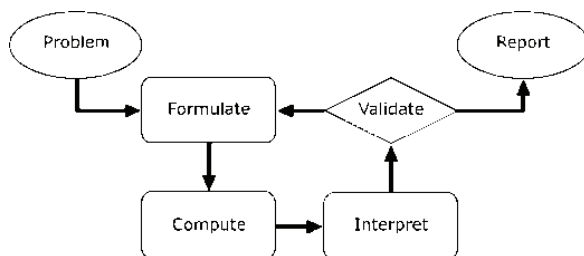 Problem
Report
Formulate
Validate
Compute
Interpret